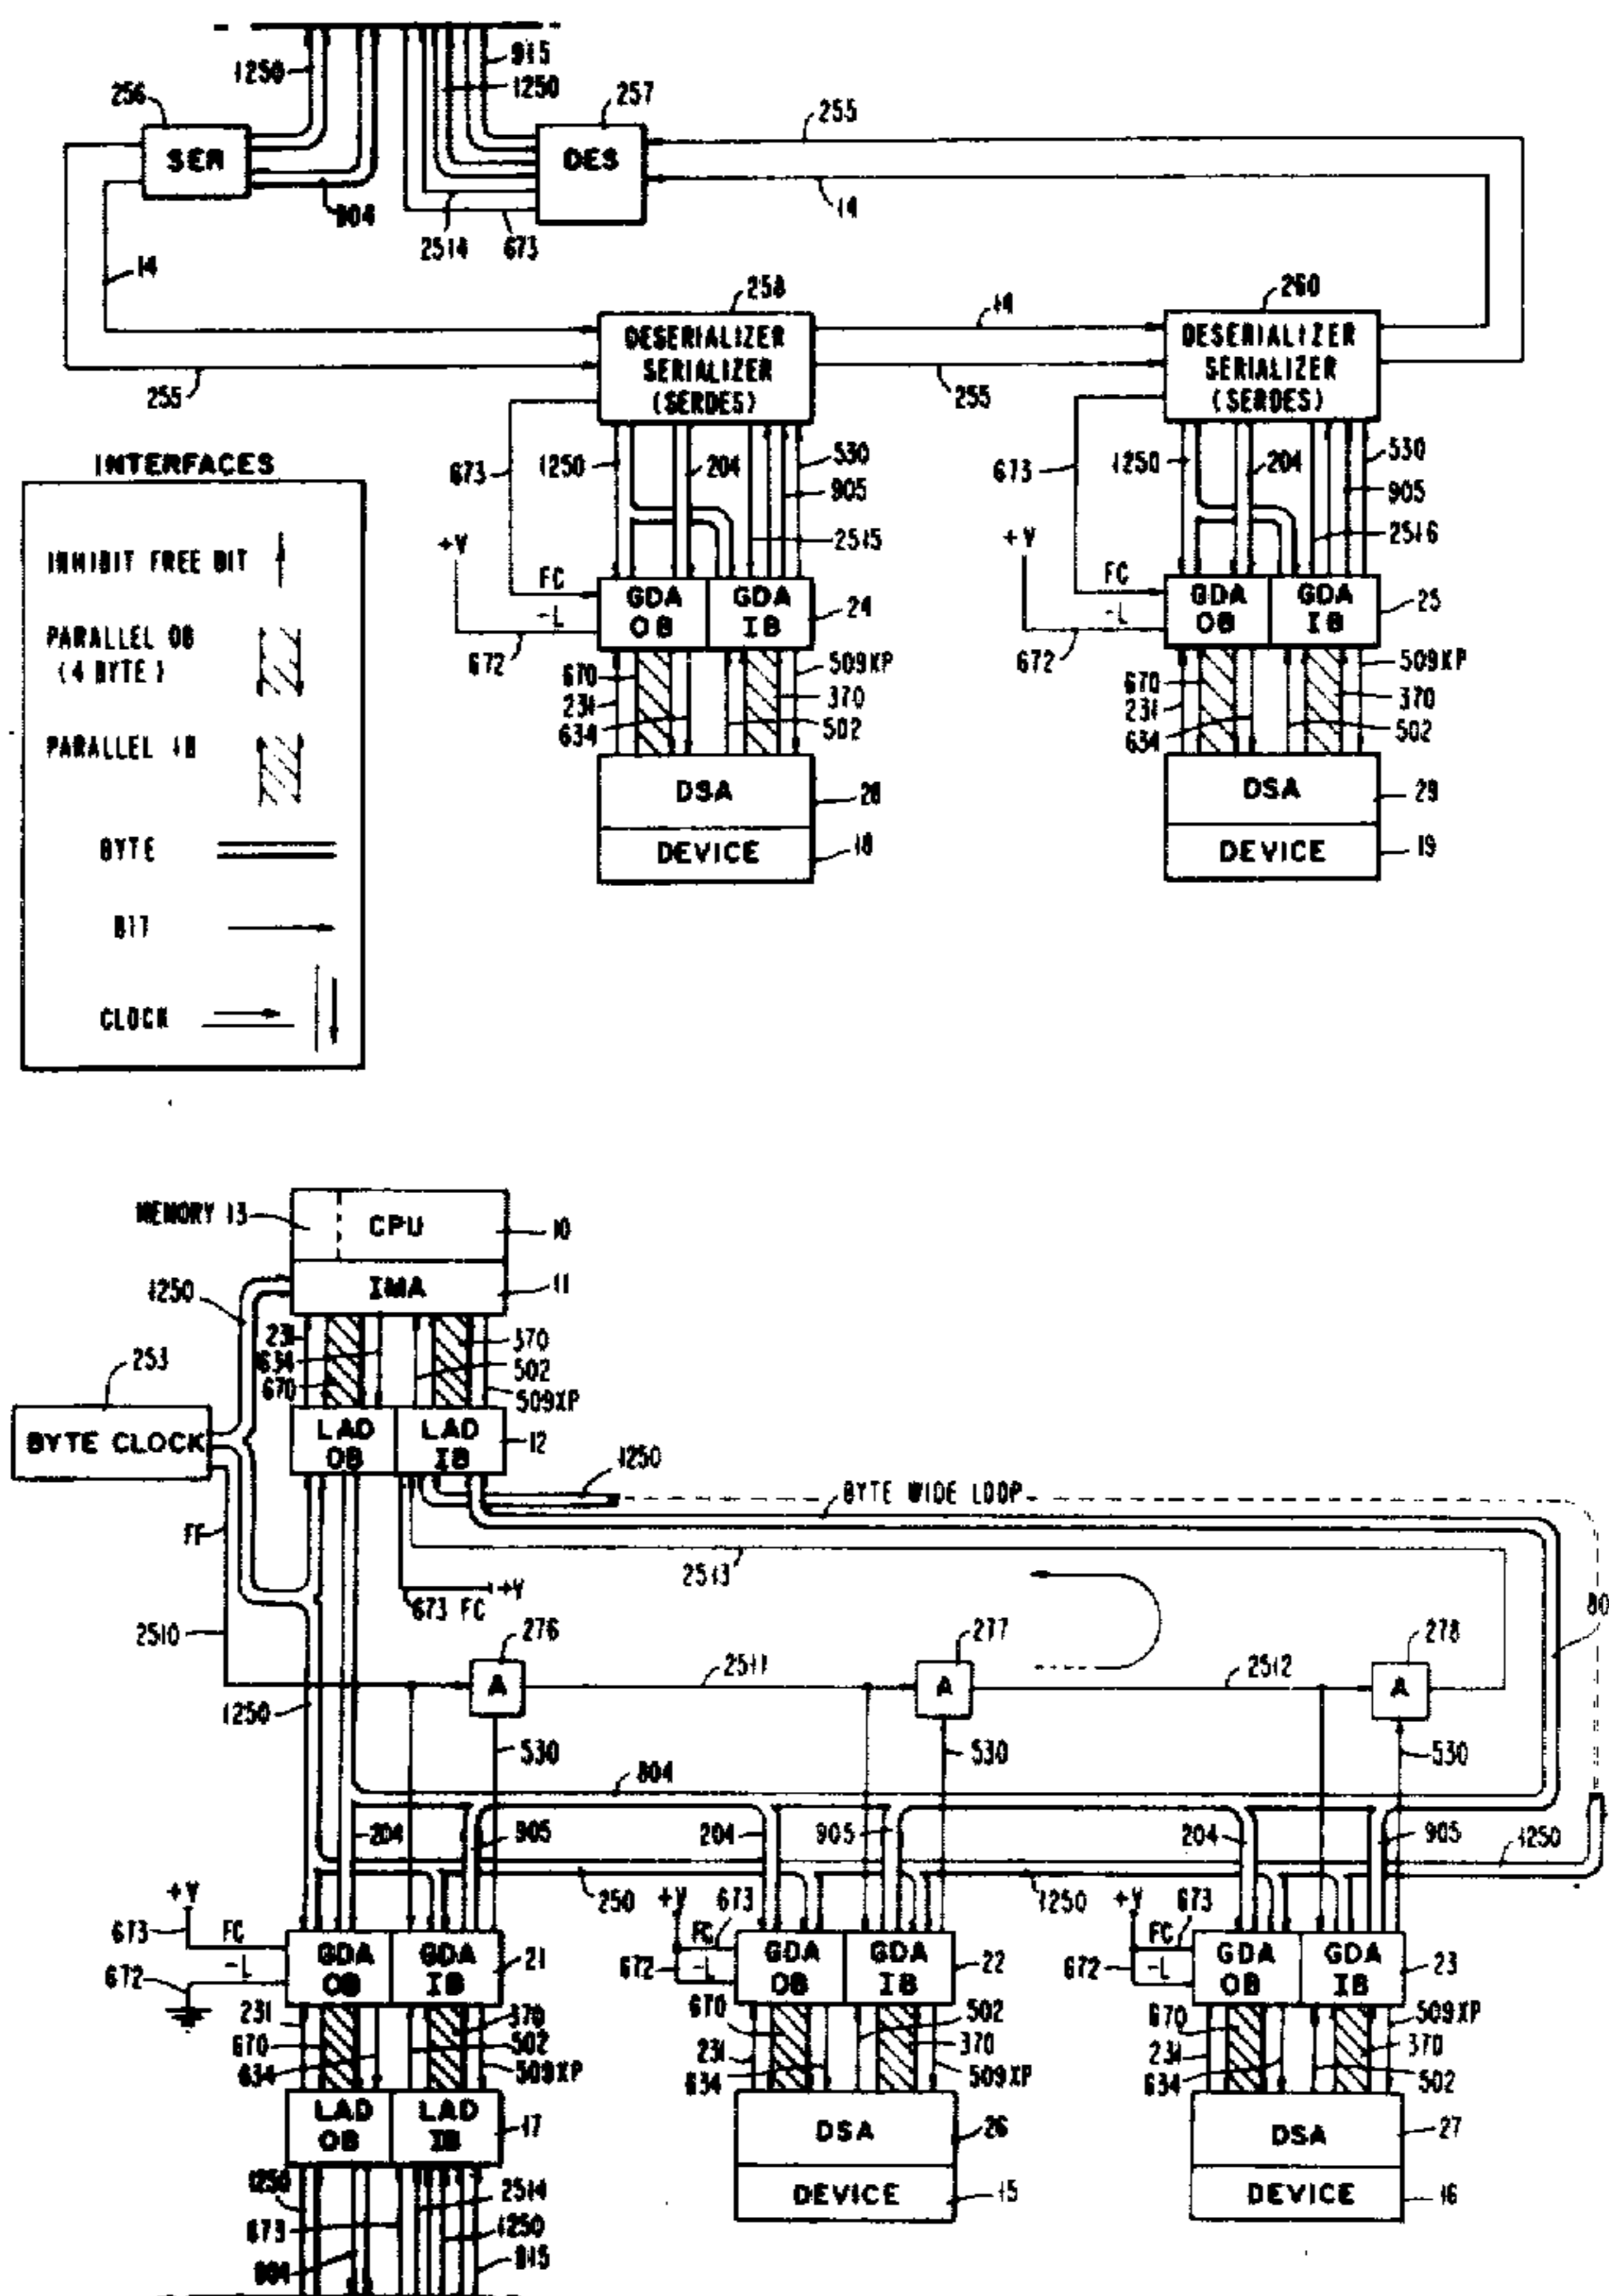 1250
915
1250
256
257
255
SER
DES
804
14
2514
673
14
258
260
14
DESERIALIZER
SERIALIZER
(SERDES)
DESERIALIZER
SERIALIZER
(SERDES)
255
255
INTERFACES
673
1250
204
530
905
673
1250
204
530
905
INHIBIT FREE BIT
+V
2515
+V
2516
FC
-L
GDA
OB
GDA
IB
24
FC
-L
GDA
OB
GDA
IB
25
PARALLEL OB
(4 BYTE)
672
672
670
231
634
509XP
370
502
670
231
634
509XP
370
502
PARALLEL IB
DSA
28
DSA
29
BYTE
DEVICE
18
DEVICE
19
BIT
CLOCK
MEMORY 13
CPU
10
IMA
11
1250
231
634
670
370
502
509XP
253
BYTE CLOCK
LAD
OB
LAD
IB
12
1250
BYTE WIDE LOOP
FF
2513
673 FC
+V
80
2510
276
277
278
A
2511
A
2512
A
1250
530
530
530
804
204
905
204
905
204
905
1250
250
1250
+V
673
FC
-L
672
GDA
OB
GDA
IB
21
+V
673
FC
-L
672
GDA
OB
GDA
IB
22
+V
673
FC
-L
672
GDA
OB
GDA
IB
23
231
670
634
370
502
509XP
670
231
634
502
370
509XP
670
231
634
509XP
370
502
LAD
OB
LAD
IB
17
DSA
26
DSA
27
1250
673
804
2514
1250
915
DEVICE
15
DEVICE
16